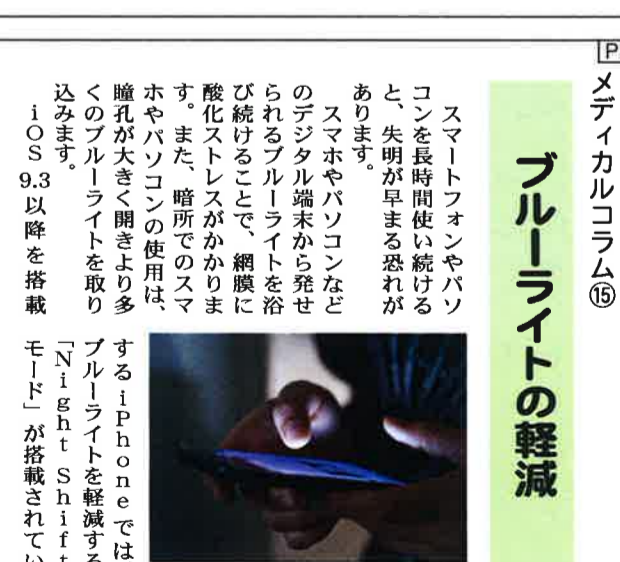 P
メディカルコラム⑮
ブルーライトの軽減
スマートフォンやパソ
コンを長時間使い続ける
と、失明が早まる恐れが
あります。
スマホやパソコンなど
のデジタル端末から発せ
られるブルーライトを浴
び続けることで、網膜に
酸化ストレスがかかりま
す。また、暗所でのスマ
ホやパソコンの使用は、
瞳孔が大きく開きより多
くのブルーライトを取り
込みます。
iOS 9.3 以降を搭載
するiPhoneでは
ブルーライトを軽減する
「Night Shift
モード」が搭載されてい